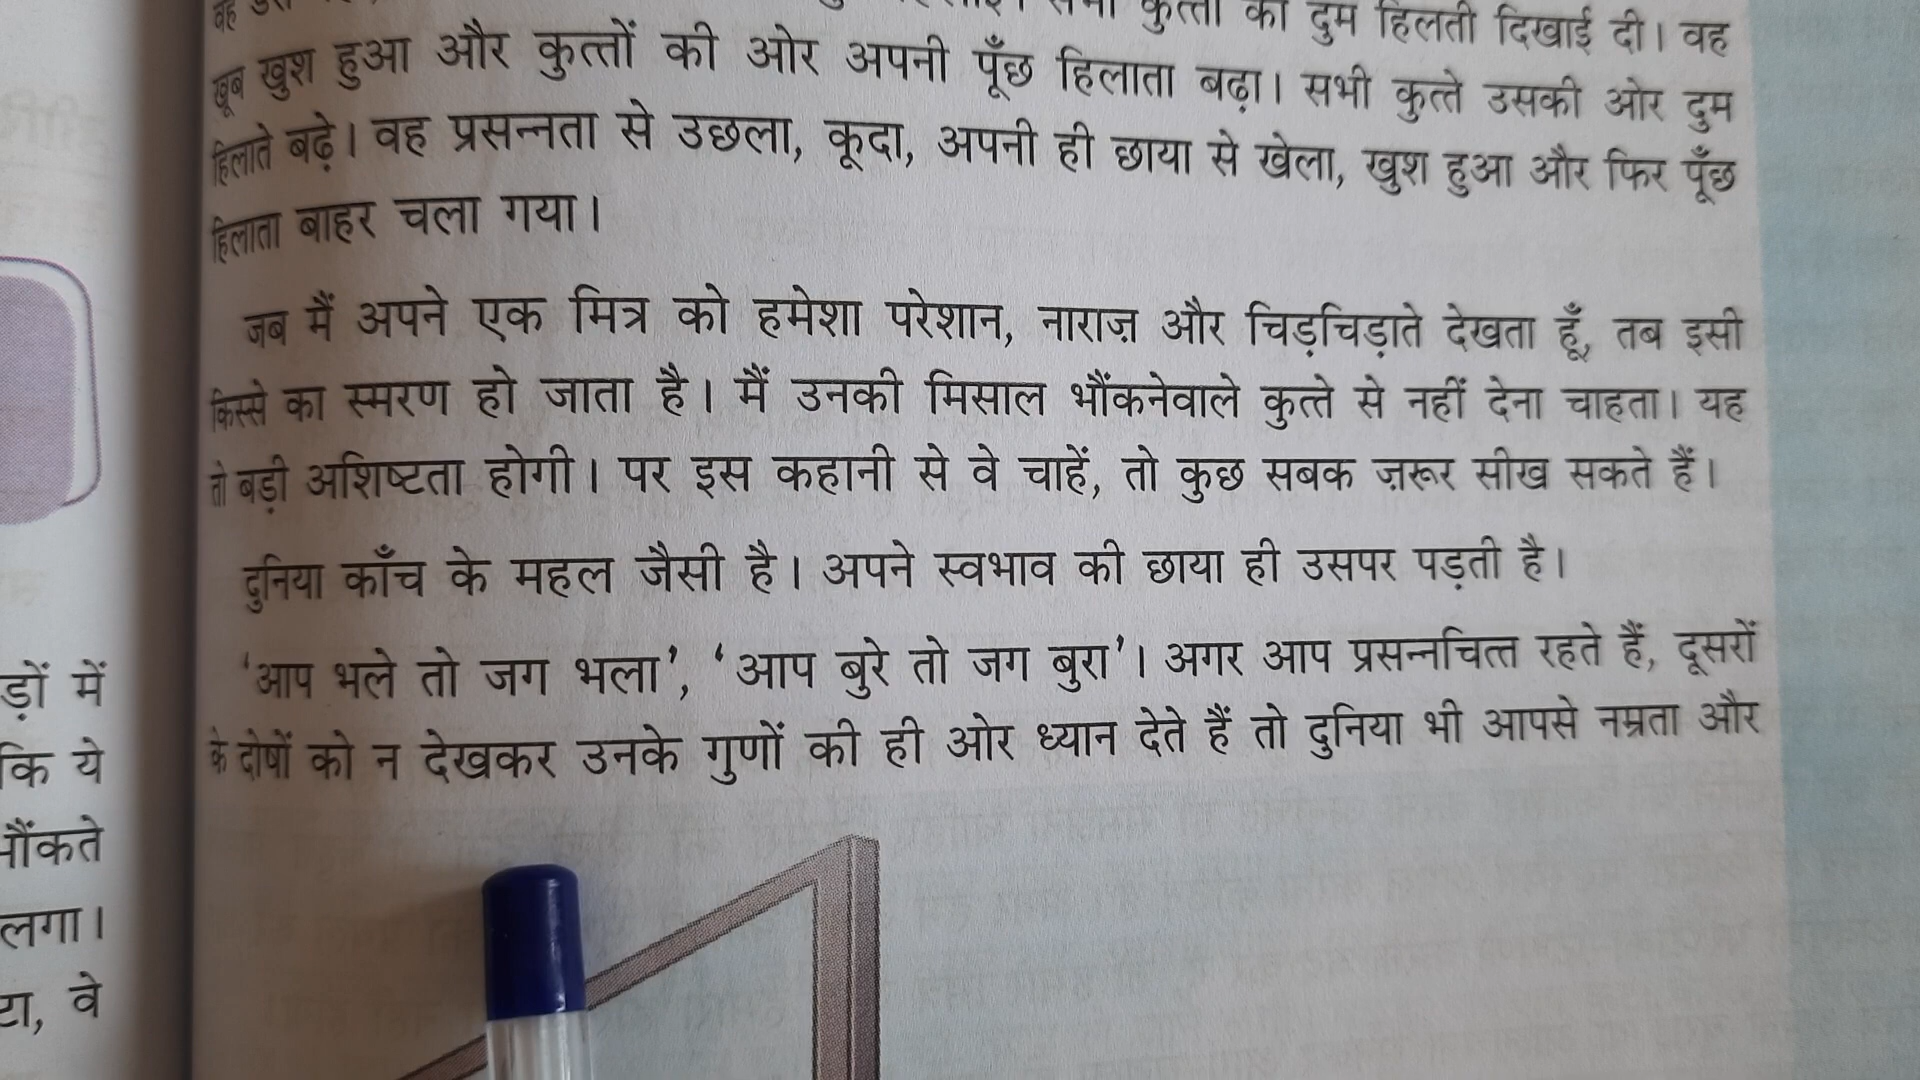 कुत्तों की दुम हिलती दिखाई दी। वह
खूब खुश हुआ और कुत्तों की ओर अपनी पूँछ हिलाता बढ़ा। सभी कुत्ते उसकी ओर दुम
हिलाते बढ़े। वह प्रसन्नता से उछला, कूदा, अपनी ही छाया से खेला, खुश हुआ और फिर पूँछ
हिलाता बाहर चला गया।
जब मैं अपने एक मित्र को हमेशा परेशान, नाराज़ और चिड़चिड़ाते देखता हूँ, तब इसी
किस्से का स्मरण हो जाता है। मैं उनकी मिसाल भौंकनेवाले कुत्ते से नहीं देना चाहता। यह
तो बड़ी अशिष्टता होगी। पर इस कहानी से वे चाहें, तो कुछ सबक ज़रूर सीख सकते हैं।
दुनिया काँच के महल जैसी है। अपने स्वभाव की छाया ही उसपर पड़ती है।
‘आप भले तो जग भला’, ‘आप बुरे तो जग बुरा’। अगर आप प्रसन्नचित्त रहते हैं, दूसरों
के दोषों को न देखकर उनके गुणों की ही ओर ध्यान देते हैं तो दुनिया भी आपसे नम्रता और
ड़ों में
कि ये
लगा।
वे